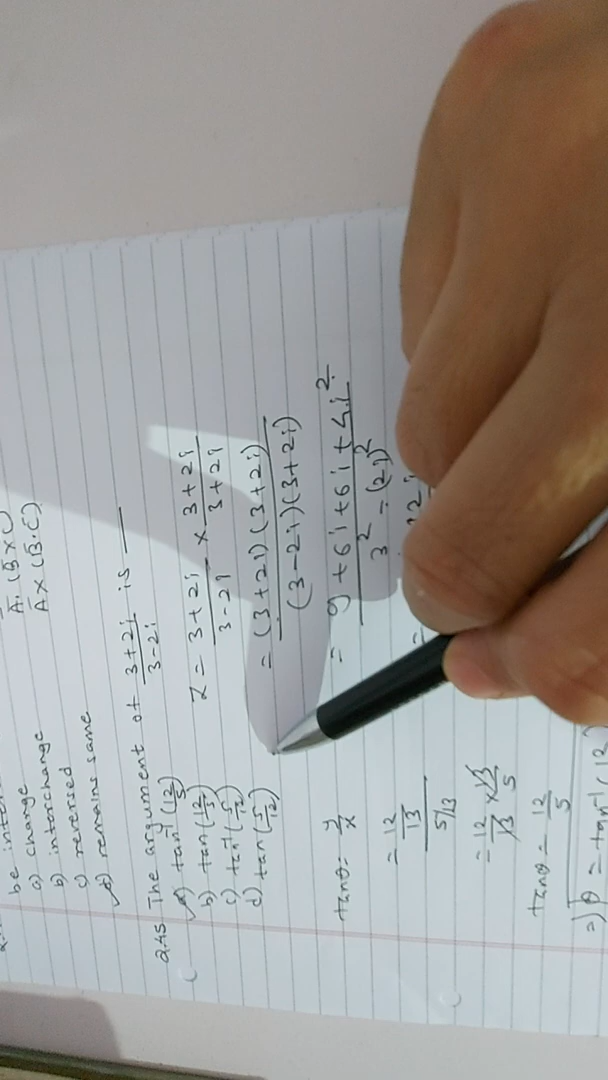 be
a) change
b) interchange
c) reversed
d) remains same
A̅. (B̅ × C̅
A̅ × (B̅.C̅)
245 The argument of 3+2i/3-2i is ____
a) tan⁻¹(12/5)
b) tan(12/5)
c) tan⁻¹(5/12)
d) tan(5/12)
z = 3+2i/3-2i × 3+2i/3+2i
= (3+2i)(3+2i)/(3-2i)(3+2i)
= 9+6i+6i+4i²/3²-(2i)²
=
tanθ = y/x
= 12/13/5/13
= 12/13 × 13/5
tanθ = 12/5
=) θ = tan⁻¹(12